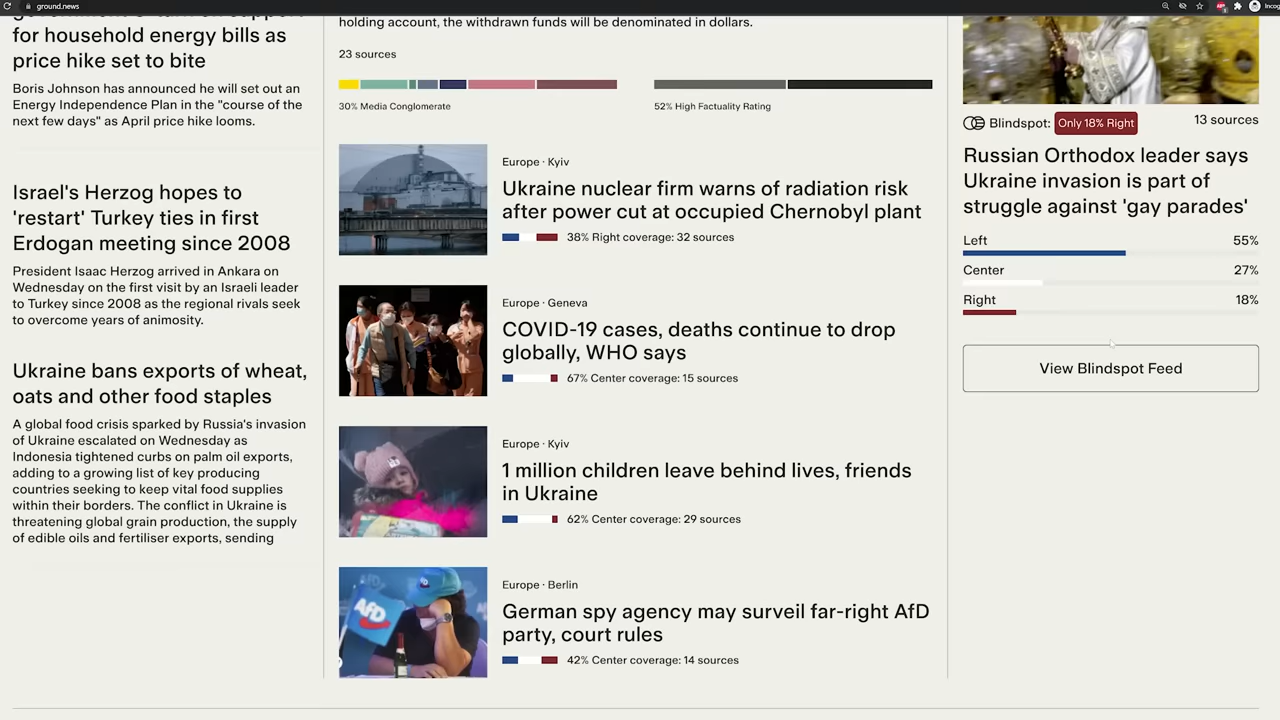 ground.news
Incog
for household energy bills as
price hike set to bite
Boris Johnson has announced he will set out an
Energy Independence Plan in the "course of the
next few days" as April price hike looms.
Israel's Herzog hopes to
'restart' Turkey ties in first
Erdogan meeting since 2008
President Isaac Herzog arrived in Ankara on
Wednesday on the first visit by an Israeli leader
to Turkey since 2008 as the regional rivals seek
to overcome years of animosity.
Ukraine bans exports of wheat,
oats and other food staples
A global food crisis sparked by Russia's invasion
of Ukraine escalated on Wednesday as
Indonesia tightened curbs on palm oil exports,
adding to a growing list of key producing
countries seeking to keep vital food supplies
within their borders. The conflict in Ukraine is
threatening global grain production, the supply
of edible oils and fertiliser exports, sending
holding account, the withdrawn funds will be denominated in dollars.
23 sources
30% Media Conglomerate
52% High Factuality Rating
Europe · Kyiv
Ukraine nuclear firm warns of radiation risk
after power cut at occupied Chernobyl plant
38% Right coverage: 32 sources
Europe · Geneva
COVID-19 cases, deaths continue to drop
globally, WHO says
67% Center coverage: 15 sources
Europe · Kyiv
1 million children leave behind lives, friends
in Ukraine
62% Center coverage: 29 sources
AfD
Europe · Berlin
German spy agency may surveil far-right AfD
party, court rules
42% Center coverage: 14 sources
Blindspot: Only 18% Right
13 sources
Russian Orthodox leader says
Ukraine invasion is part of
struggle against 'gay parades'
Left 55%
Center 27%
Right 18%
View Blindspot Feed